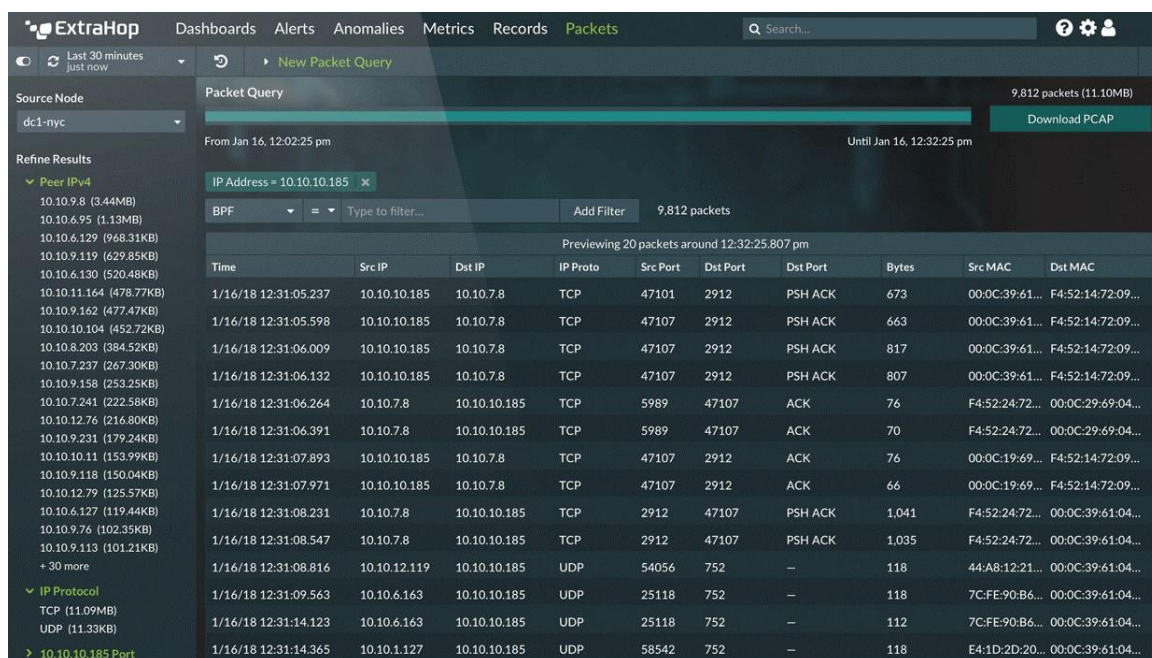 ExtraHop Dashboards Alerts Anomalies Metrics Records Packets Search...
Last 30 minutes
just now
New Packet Query
Source Node
dc1-nyc
Refine Results
Peer IPv4
10.10.9.8 (3.44MB)
10.10.6.95 (1.13MB)
10.10.6.129 (968.31KB)
10.10.9.119 (629.85KB)
10.10.6.130 (520.48KB)
10.10.11.164 (478.77KB)
10.10.9.162 (477.47KB)
10.10.10.104 (452.72KB)
10.10.8.203 (384.52KB)
10.10.7.237 (267.30KB)
10.10.9.158 (253.25KB)
10.10.7.241 (222.58KB)
10.10.12.76 (216.80KB)
10.10.9.231 (179.24KB)
10.10.10.11 (153.99KB)
10.10.9.118 (150.04KB)
10.10.12.79 (125.57KB)
10.10.6.127 (119.44KB)
10.10.9.76 (102.35KB)
10.10.9.113 (101.21KB)
+ 30 more
IP Protocol
TCP (11.09MB)
UDP (11.33KB)
10.10.10.185 Port
Packet Query 9,812 packets (11.10MB)
Download PCAP
From Jan 16, 12:02:25 pm Until Jan 16, 12:32:25 pm
IP Address = 10.10.10.185 ×
BPF = Type to filter... Add Filter 9,812 packets
Previewing 20 packets around 12:32:25.807 pm
Time Src IP Dst IP IP Proto Src Port Dst Port Dst Port Bytes Src MAC Dst MAC
1/16/18 12:31:05.237 10.10.10.185 10.10.7.8 TCP 47101 2912 PSH ACK 673 00:0C:39:61... F4:52:14:72:09...
1/16/18 12:31:05.598 10.10.10.185 10.10.7.8 TCP 47107 2912 PSH ACK 663 00:0C:39:61... F4:52:14:72:09...
1/16/18 12:31:06.009 10.10.10.185 10.10.7.8 TCP 47107 2912 PSH ACK 817 00:0C:39:61... F4:52:14:72:09...
1/16/18 12:31:06.132 10.10.10.185 10.10.7.8 TCP 47107 2912 PSH ACK 807 00:0C:39:61... F4:52:14:72:09...
1/16/18 12:31:06.264 10.10.7.8 10.10.10.185 TCP 5989 47107 ACK 76 F4:52:24:72... 00:0C:29:69:04...
1/16/18 12:31:06.391 10.10.7.8 10.10.10.185 TCP 5989 47107 ACK 70 F4:52:24:72... 00:0C:29:69:04...
1/16/18 12:31:07.893 10.10.10.185 10.10.7.8 TCP 47107 2912 ACK 76 00:0C:19:69... F4:52:14:72:09...
1/16/18 12:31:07.971 10.10.10.185 10.10.7.8 TCP 47107 2912 ACK 66 00:0C:19:69... F4:52:14:72:09...
1/16/18 12:31:08.231 10.10.7.8 10.10.10.185 TCP 2912 47107 PSH ACK 1,041 F4:52:24:72... 00:0C:39:61:04...
1/16/18 12:31:08.547 10.10.7.8 10.10.10.185 TCP 2912 47107 PSH ACK 1,035 F4:52:24:72... 00:0C:39:61:04...
1/16/18 12:31:08.816 10.10.12.119 10.10.10.185 UDP 54056 752 – 118 44:A8:12:21... 00:0C:39:61:04...
1/16/18 12:31:09.563 10.10.6.163 10.10.10.185 UDP 25118 752 – 118 7C:FE:90:B6... 00:0C:39:61:04...
1/16/18 12:31:14.123 10.10.6.163 10.10.10.185 UDP 25118 752 – 112 7C:FE:90:B6... 00:0C:39:61:04...
1/16/18 12:31:14.365 10.10.1.127 10.10.10.185 UDP 58542 752 – 118 E4:1D:2D:20... 00:0C:39:61:04...